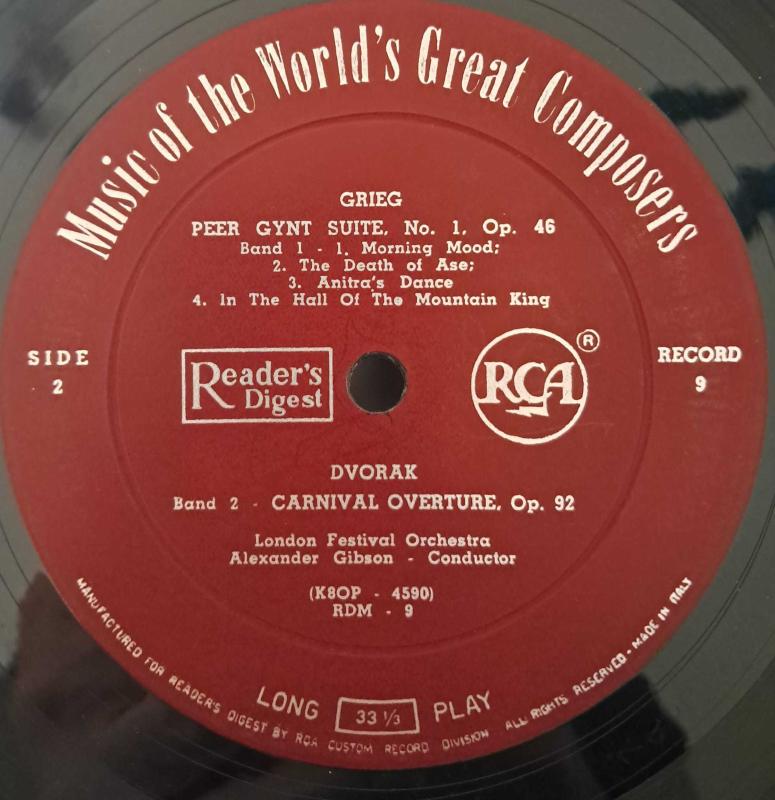 Music of the World's Great Composers
GRIEG
PEER GYNT SUITE, No. 1, Op. 46
Band 1 - 1. Morning Mood;
2. The Death of Ase;
3. Anitra's Dance
4. In The Hall Of The Mountain King
SIDE
2
Reader's
Digest
RCA
®
RECORD
9
DVORAK
Band 2 - CARNIVAL OVERTURE, Op. 92
London Festival Orchestra
Alexander Gibson - Conductor
(K8OP - 4590)
RDM - 9
LONG 33 1/3 PLAY
MANUFACTURED FOR READER'S DIGEST BY RCA CUSTOM RECORD DIVISION ALL RIGHTS RESERVED - MADE IN ITALY